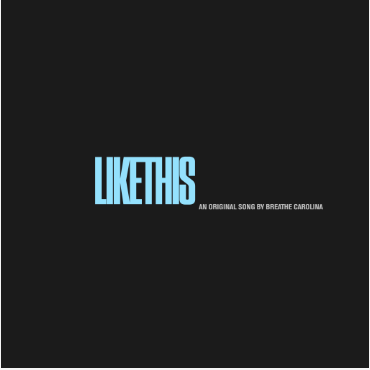 LIKETHIS
AN ORIGINAL SONG BY BREATHE CAROLINA